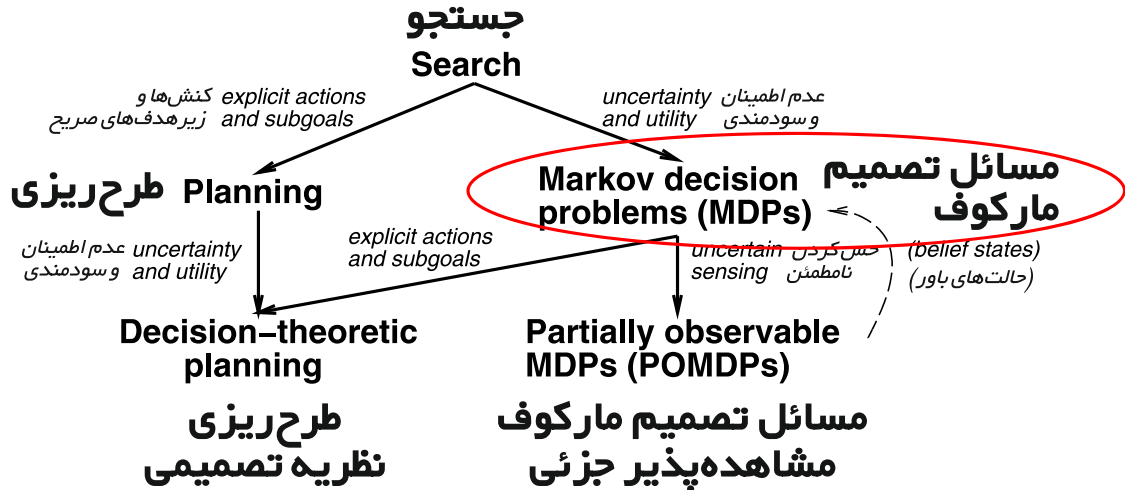 جستجو
Search
کنش‌ها و
زیرهدف‌های صریح
explicit actions
and subgoals
uncertainty
and utility
عدم اطمینان
و سودمندی
طرح‌ریزی
Planning
Markov decision
problems (MDPs)
مسائل تصمیم
مارکوف
عدم اطمینان
و سودمندی
uncertainty
and utility
explicit actions
and subgoals
uncertain
sensing
حس‌کردن
نامطمئن
(belief states)
(حالت‌های باور)
Decision–theoretic
planning
Partially observable
MDPs (POMDPs)
طرح‌ریزی
نظریه تصمیمی
مسائل تصمیم مارکوف
مشاهده‌پذیر جزئی